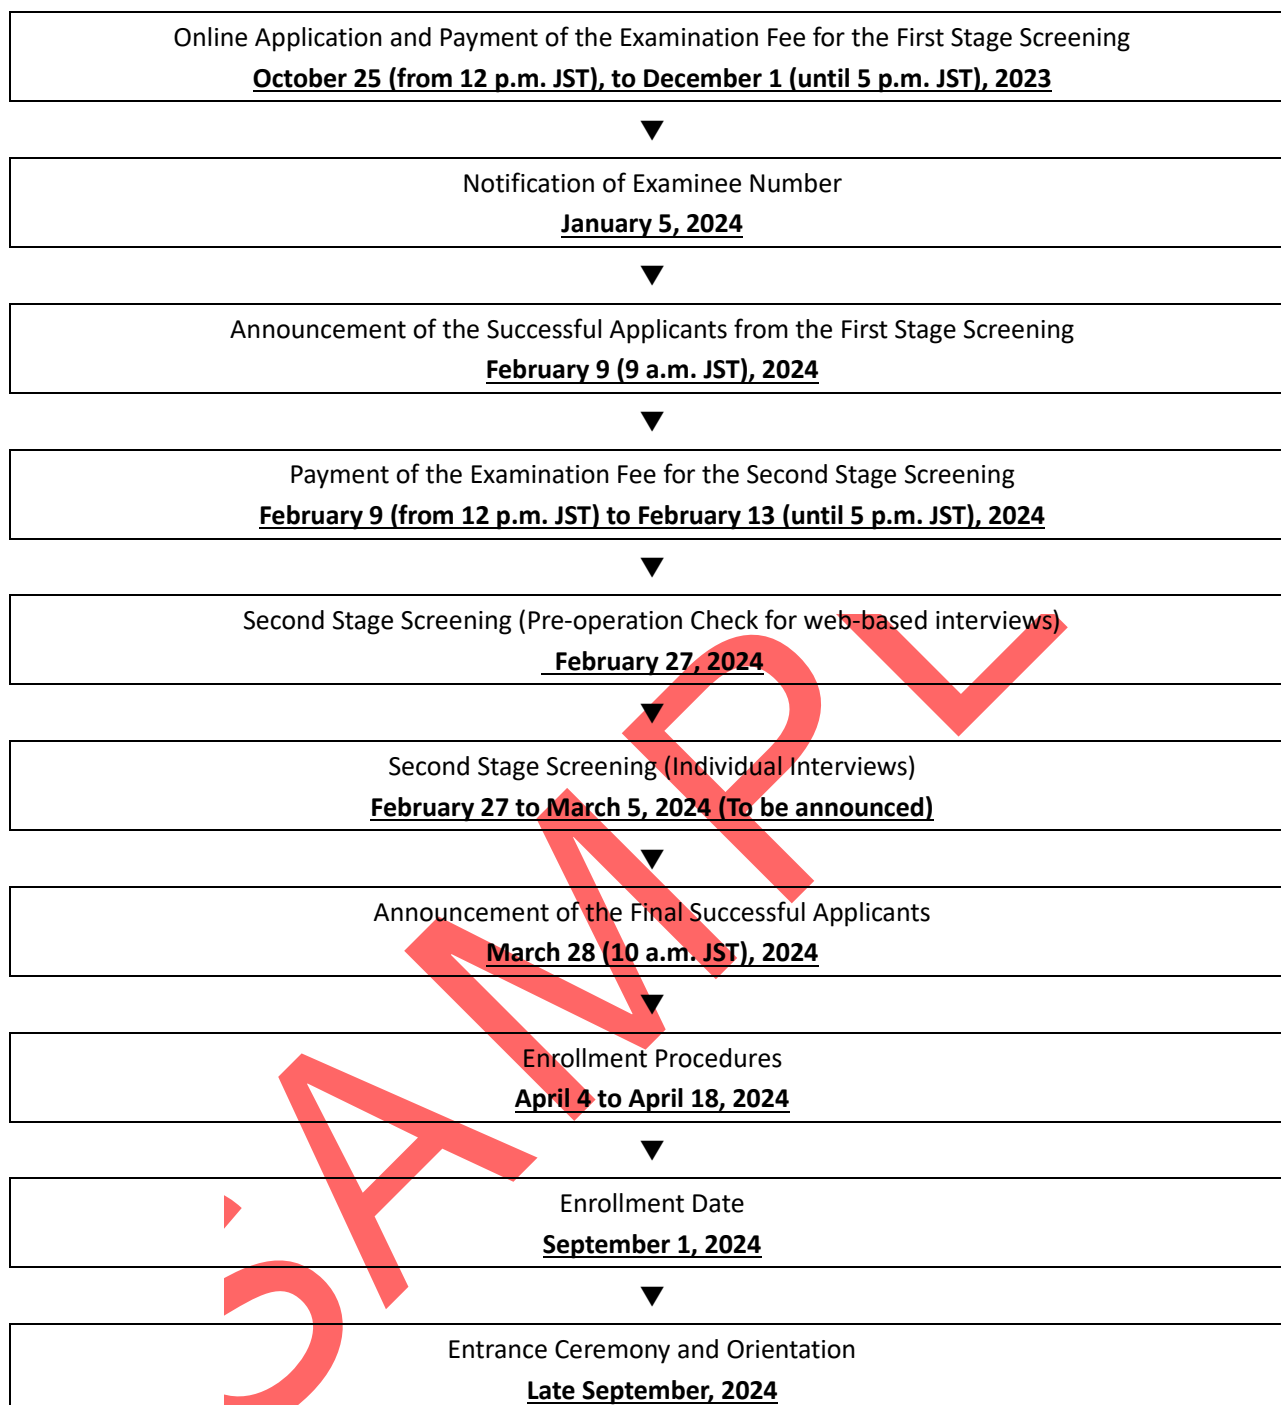 Online Application and Payment of the Examination Fee for the First Stage Screening
October 25 (from 12 p.m. JST), to December 1 (until 5 p.m. JST), 2023
▼
Notification of Examinee Number
January 5, 2024
▼
Announcement of the Successful Applicants from the First Stage Screening
February 9 (9 a.m. JST), 2024
▼
Payment of the Examination Fee for the Second Stage Screening
February 9 (from 12 p.m. JST) to February 13 (until 5 p.m. JST), 2024
▼
Second Stage Screening (Pre-operation Check for web-based interviews)
February 27, 2024
▼
Second Stage Screening (Individual Interviews)
February 27 to March 5, 2024 (To be announced)
▼
Announcement of the Final Successful Applicants
March 28 (10 a.m. JST), 2024
▼
Enrollment Procedures
April 4 to April 18, 2024
▼
Enrollment Date
September 1, 2024
▼
Entrance Ceremony and Orientation
Late September, 2024
SAMPL